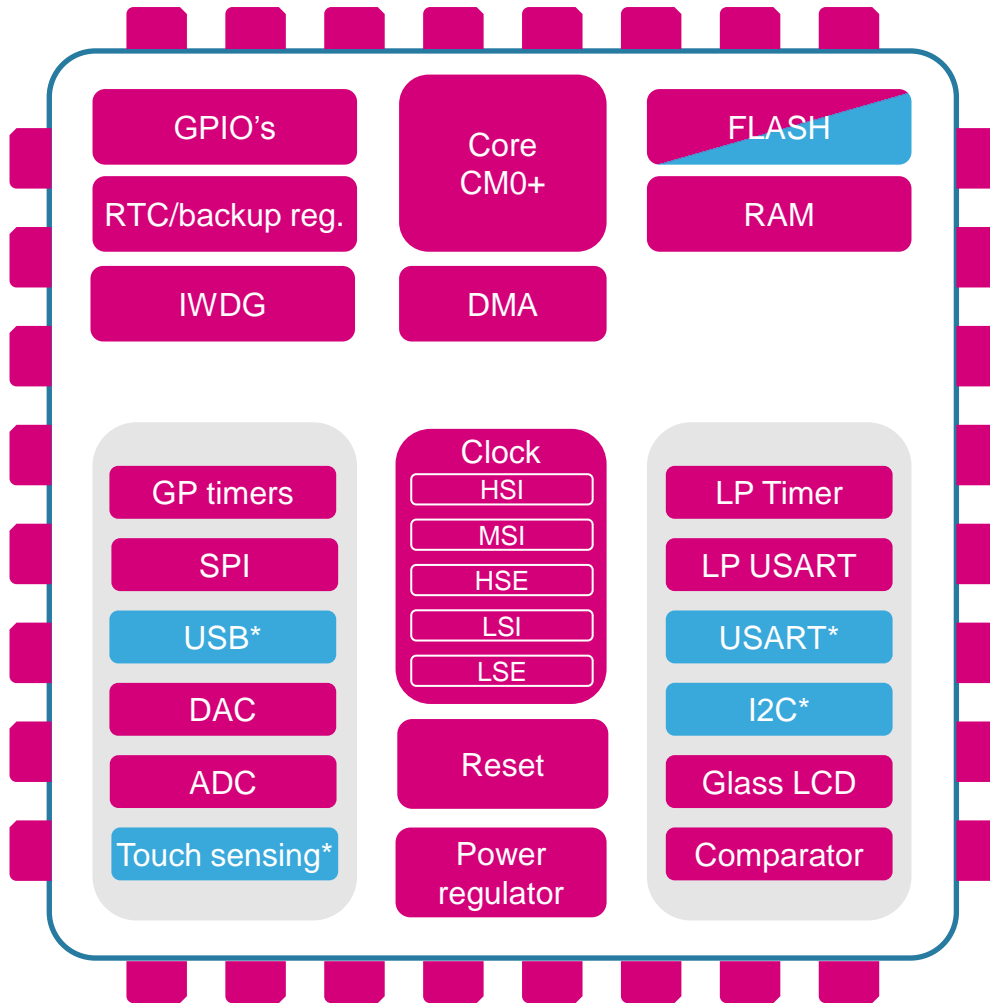 GPIO's
RTC/backup reg.
IWDG
Core
CM0+
DMA
FLASH
RAM
GP timers
SPI
USB*
DAC
ADC
Touch sensing*
Clock
HSI
MSI
HSE
LSI
LSE
Reset
Power
regulator
LP Timer
LP USART
USART*
I2C*
Glass LCD
Comparator